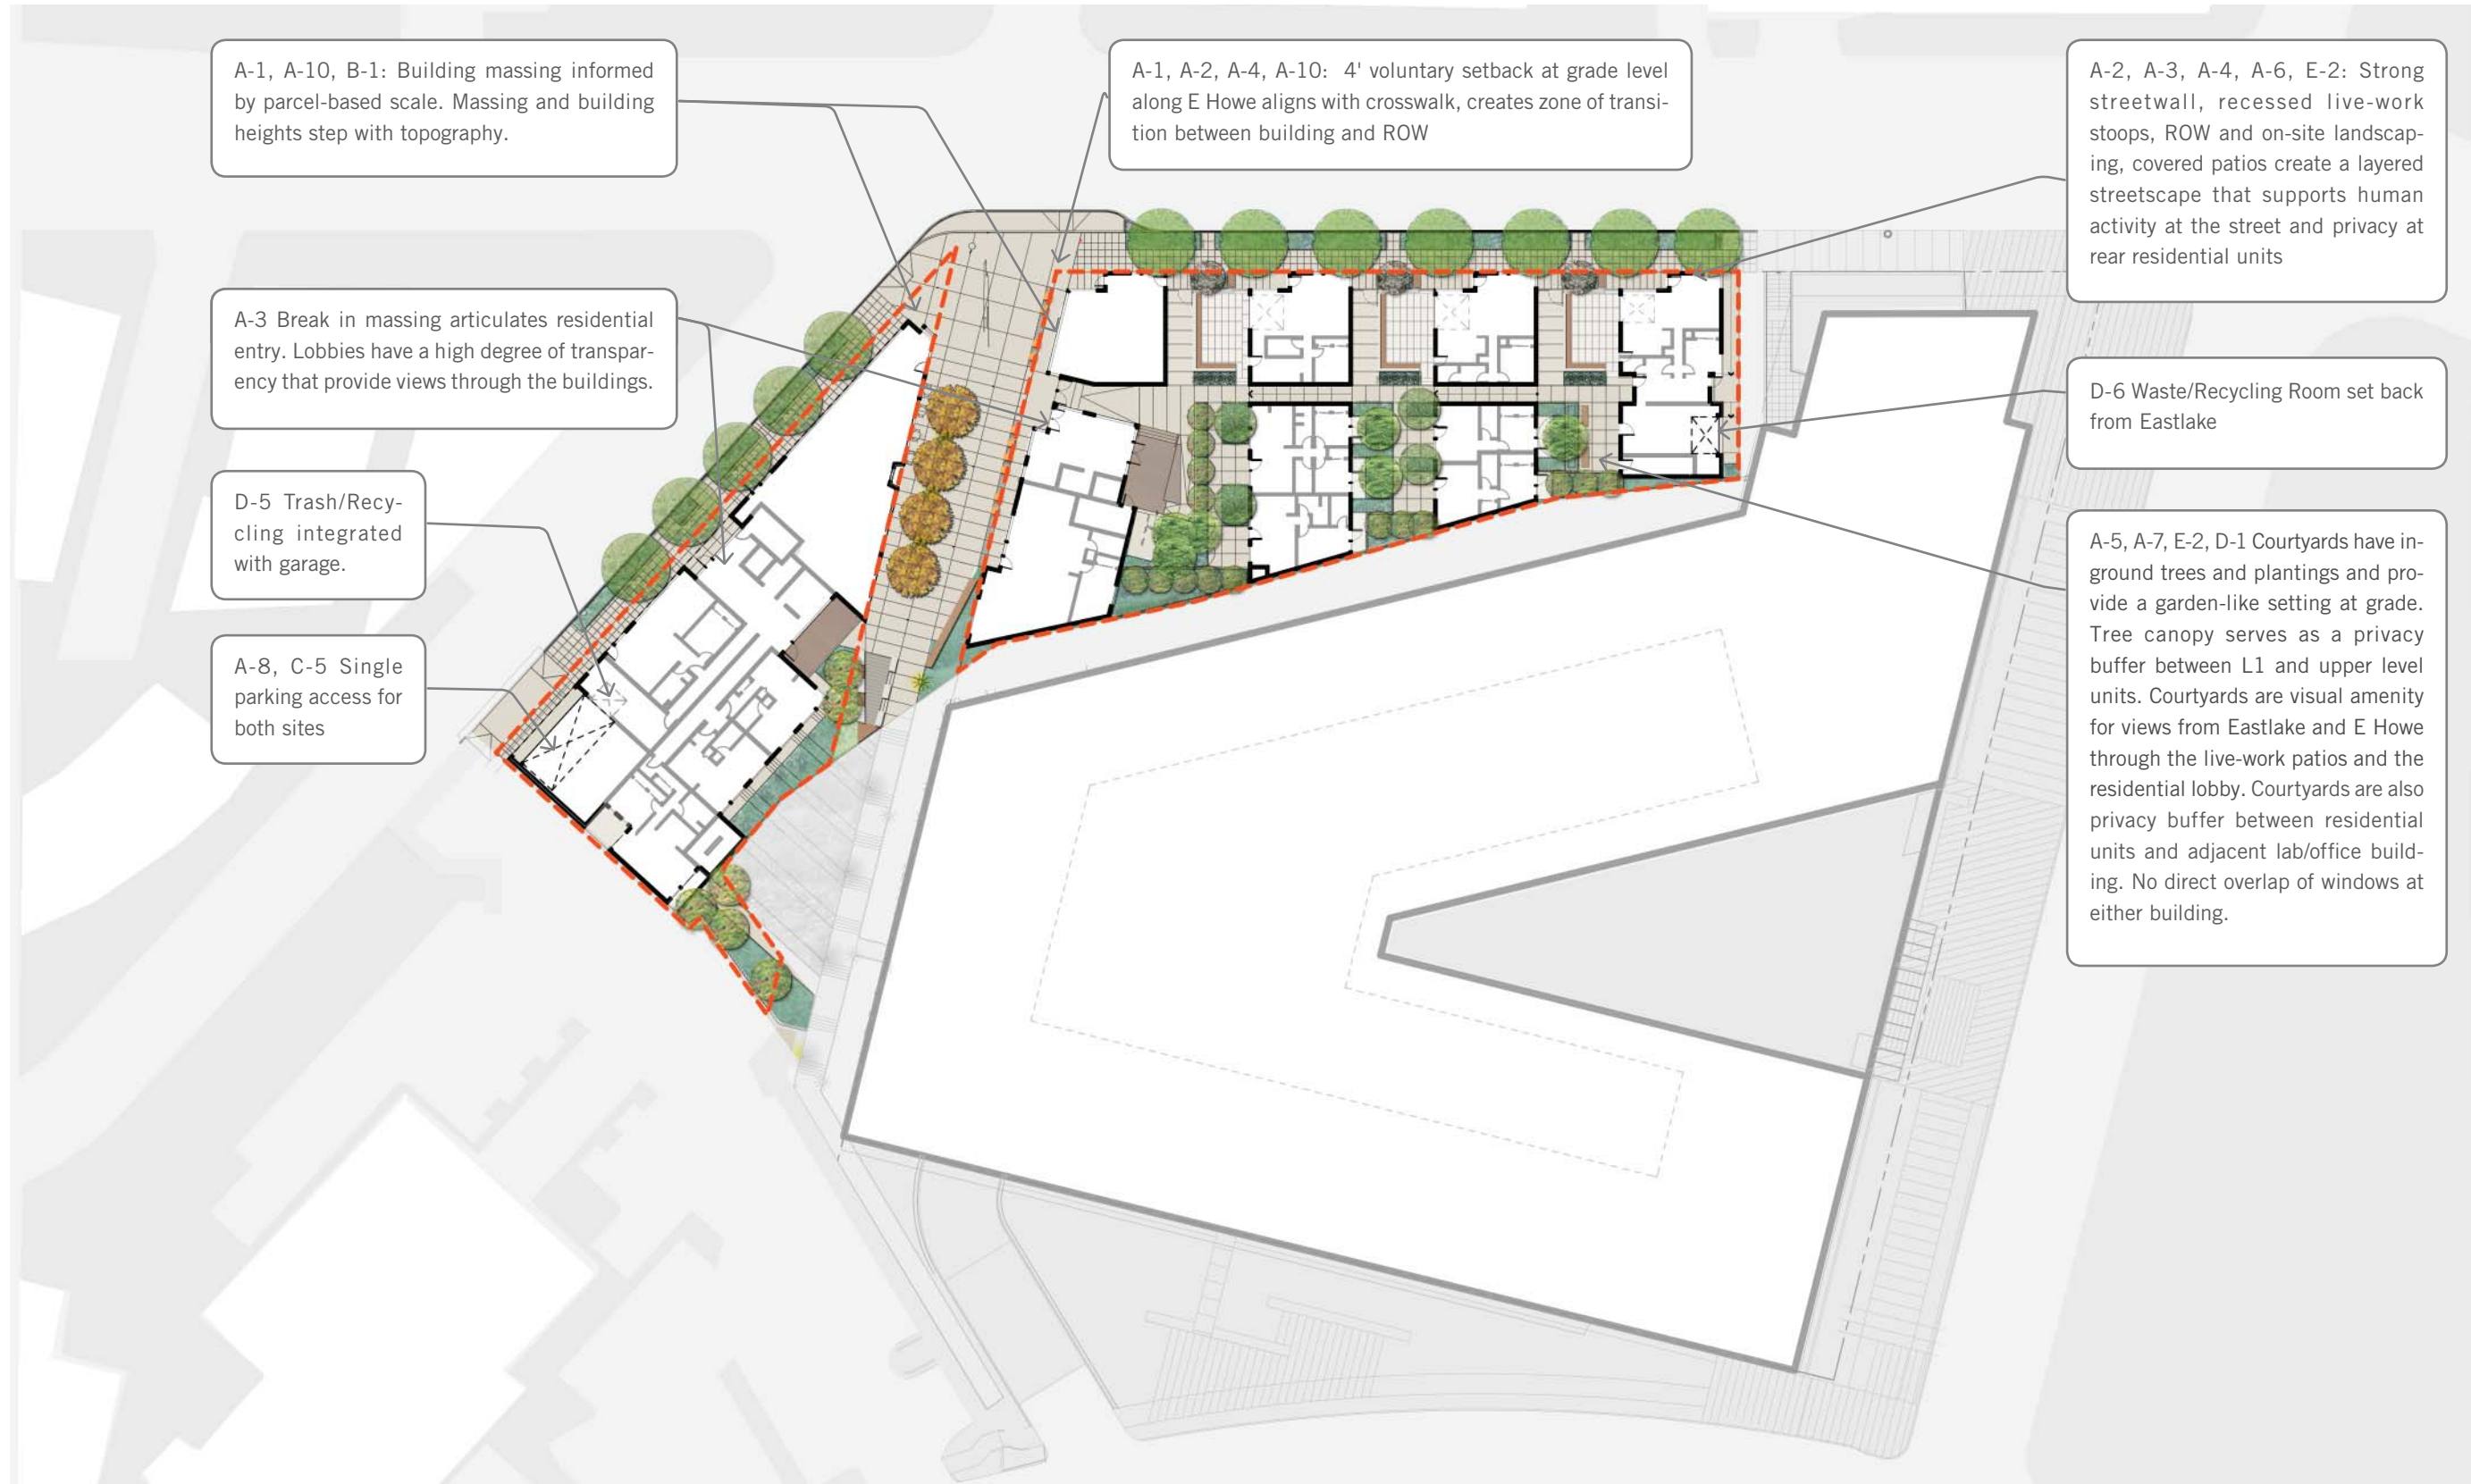 A-1, A-10, B-1: Building massing informed
by parcel-based scale. Massing and building
heights step with topography.
A-1, A-2, A-4, A-10: 4' voluntary setback at grade level
along E Howe aligns with crosswalk, creates zone of transi-
tion between building and ROW
A-2, A-3, A-4, A-6, E-2: Strong
streetwall, recessed live-work
stoops, ROW and on-site landscap-
ing, covered patios create a layered
streetscape that supports human
activity at the street and privacy at
rear residential units
A-3 Break in massing articulates residential
entry. Lobbies have a high degree of transpar-
ency that provide views through the buildings.
D-6 Waste/Recycling Room set back
from Eastlake
D-5 Trash/Recy-
cling integrated
with garage.
A-8, C-5 Single
parking access for
both sites
A-5, A-7, E-2, D-1 Courtyards have in-
ground trees and plantings and pro-
vide a garden-like setting at grade.
Tree canopy serves as a privacy
buffer between L1 and upper level
units. Courtyards are visual amenity
for views from Eastlake and E Howe
through the live-work patios and the
residential lobby. Courtyards are also
privacy buffer between residential
units and adjacent lab/office build-
ing. No direct overlap of windows at
either building.